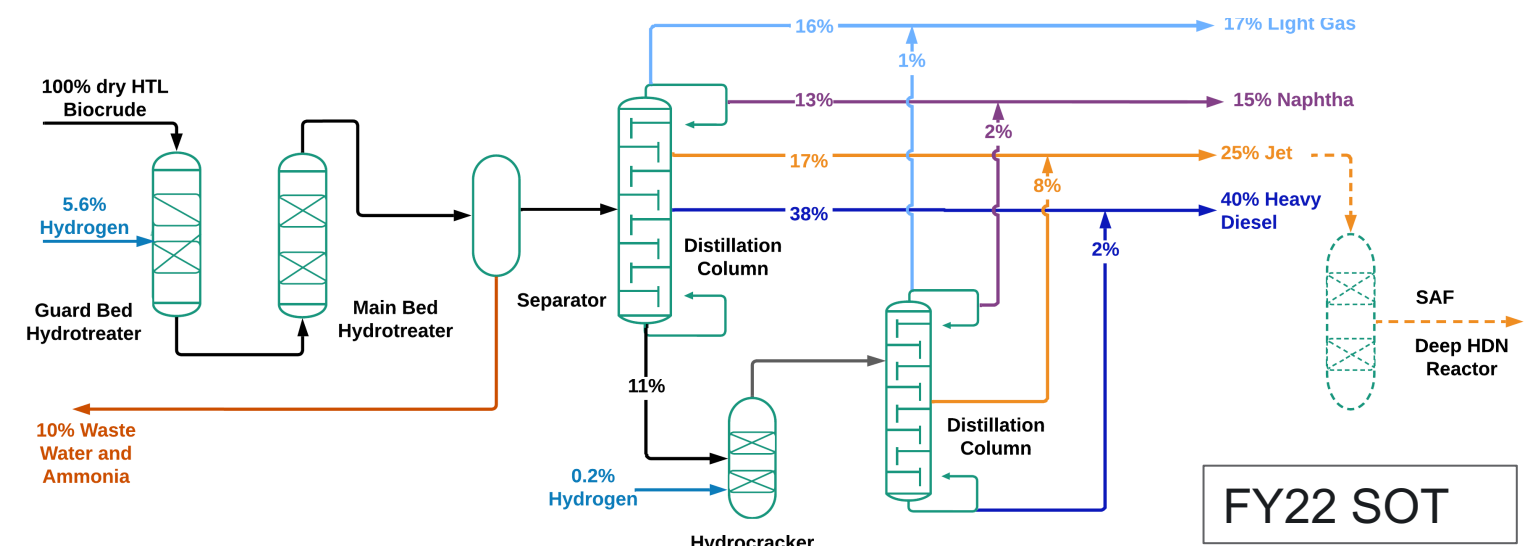 16%
17% Light Gas
1%
100% dry HTL
Biocrude
13%
15% Naphtha
2%
17%
25% Jet
8%
5.6%
Hydrogen
38%
40% Heavy
Diesel
2%
Distillation
Column
Guard Bed
Hydrotreater
Main Bed
Hydrotreater
Separator
SAF
Deep HDN
Reactor
11%
10% Waste
Water and
Ammonia
Distillation
Column
0.2%
Hydrogen
Hydrocracker
FY22 SOT